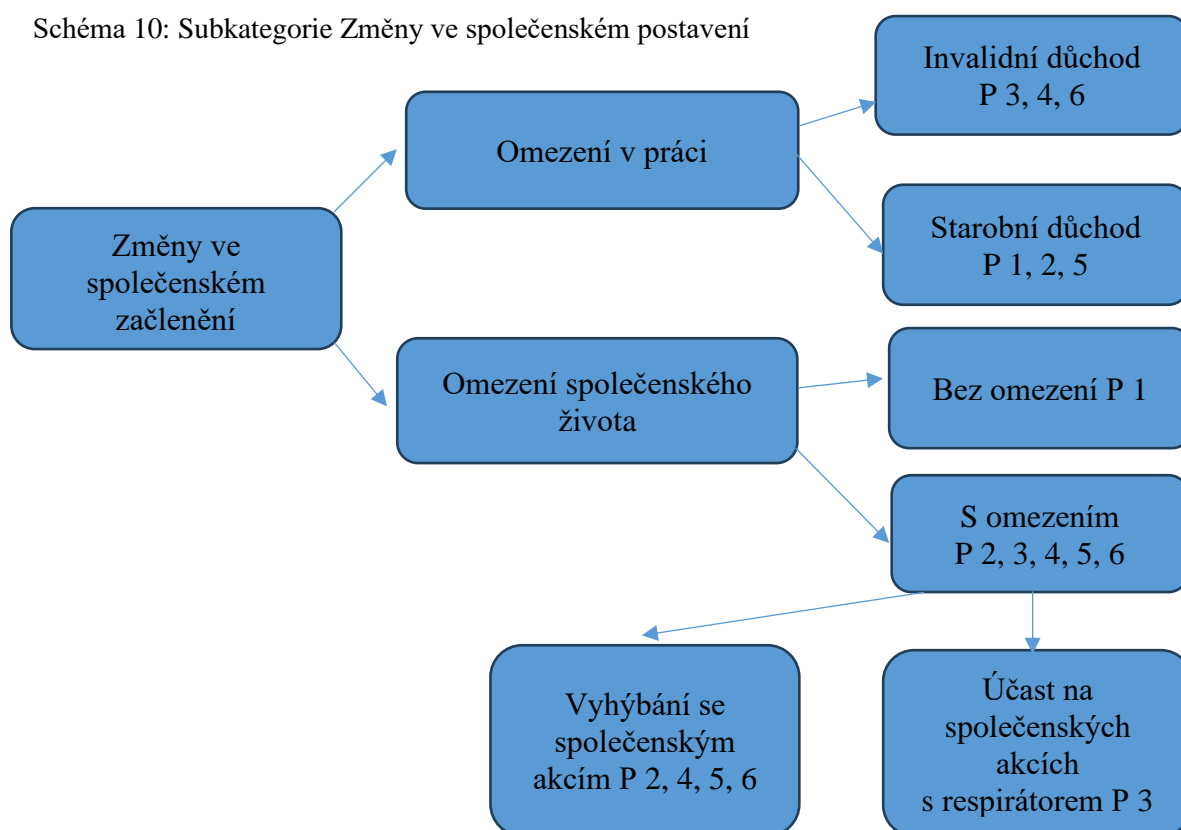 Schéma 10: Subkategorie Změny ve společenském postavení
Invalidní důchod
P 3, 4, 6
Omezení v práci
Starobní důchod
P 1, 2, 5
Změny ve
společenském
začlenění
Omezení společenského
života
Bez omezení P 1
S omezením
P 2, 3, 4, 5, 6
Vyhýbání se
společenským
akcím P 2, 4, 5, 6
Účast na
společenských
akcích
s respirátorem P 3